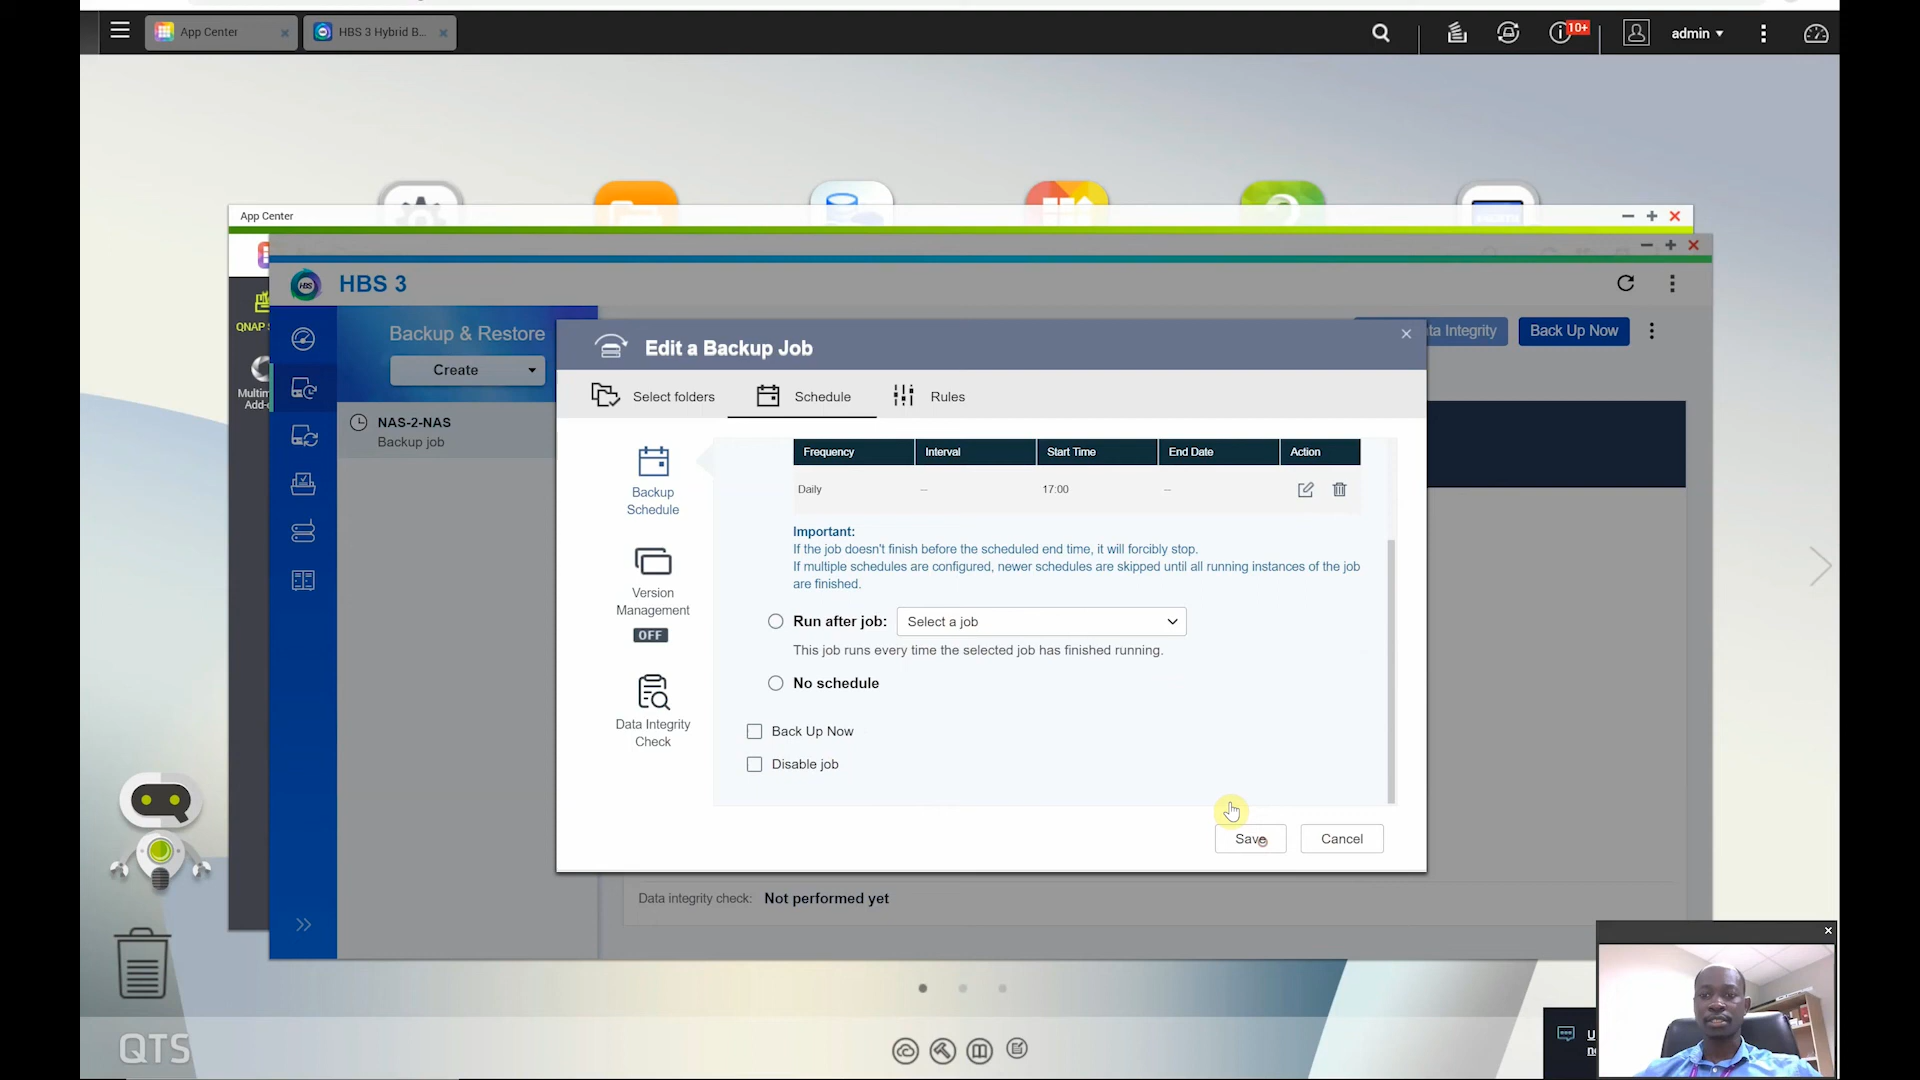 App Center
HBS 3 Hybrid B...
10+
admin
App Center
HBS
HBS 3
QNAP
Backup & Restore
Create
NAS-2-NAS
Backup job
ta Integrity
Back Up Now
Edit a Backup Job
Select folders
Schedule
Rules
Backup
Schedule
Version
Management
OFF
Data Integrity
Check
Frequency
Interval
Start Time
End Date
Action
Daily
--
17:00
--
Important:
If the job doesn't finish before the scheduled end time, it will forcibly stop.
If multiple schedules are configured, newer schedules are skipped until all running instances of the job
are finished.
Run after job:
Select a job
This job runs every time the selected job has finished running.
No schedule
Back Up Now
Disable job
Save
Cancel
Data integrity check:
Not performed yet
QTS